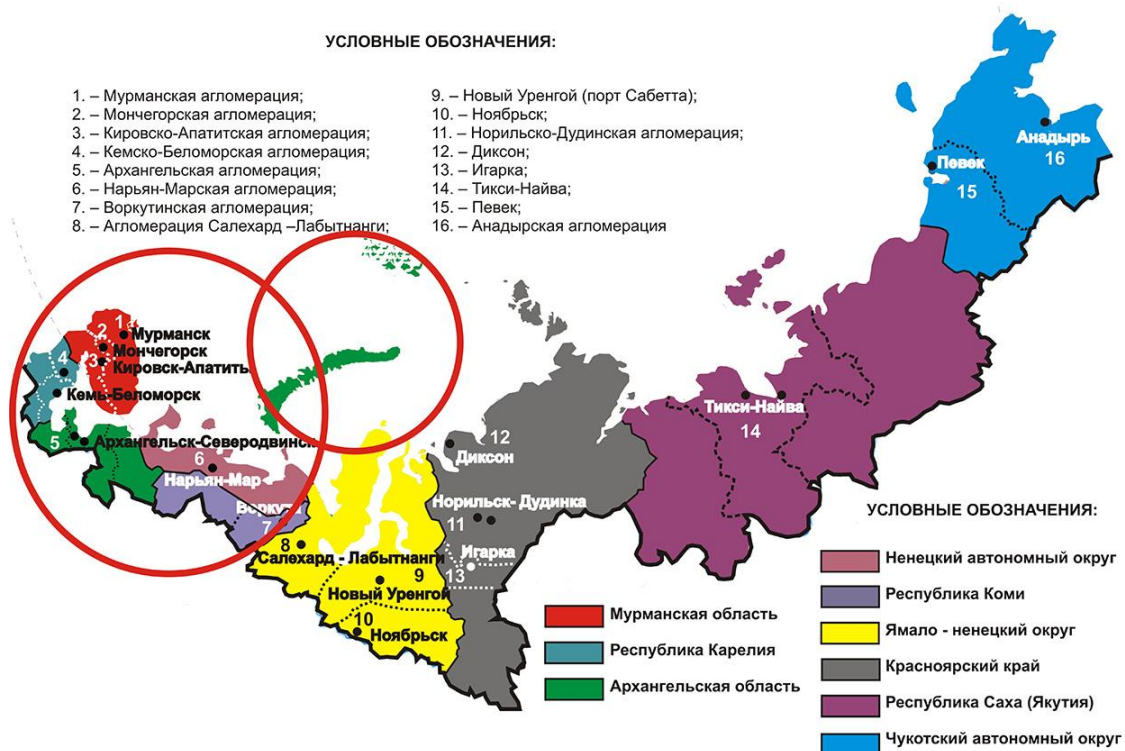 УСЛОВНЫЕ ОБОЗНАЧЕНИЯ:
1. – Мурманская агломерация;
2. – Мончегорская агломерация;
3. – Кировско-Апатитская агломерация;
4. – Кемско-Беломорская агломерация;
5. – Архангельская агломерация;
6. – Нарьян-Марская агломерация;
7. – Воркутинская агломерация;
8. – Агломерация Салехард –Лабытнанги;
9. – Новый Уренгой (порт Сабетта);
10. – Ноябрьск;
11. – Норильско-Дудинская агломерация;
12. – Диксон;
13. – Игарка;
14. – Тикси-Найва;
15. – Певек;
16. – Анадырская агломерация
Анадырь
16
Певек
15
1
Мурманск
2
Мончегорск
3
Кировск-Апатиты
4
Кемь-Беломорск
5
Архангельск-Северодвинск
6
Нарьян-Мар
Воркута
7
8
Салехард - Лабытнанги
9
Новый Уренгой
10
Ноябрьск
12
Диксон
Норильск- Дудинка
11
Игарка
13
Тикси-Найва
14
Мурманская область
Республика Карелия
Архангельская область
УСЛОВНЫЕ ОБОЗНАЧЕНИЯ:
Ненецкий автономный округ
Республика Коми
Ямало - ненецкий округ
Красноярский край
Республика Саха (Якутия)
Чукотский автономный округ